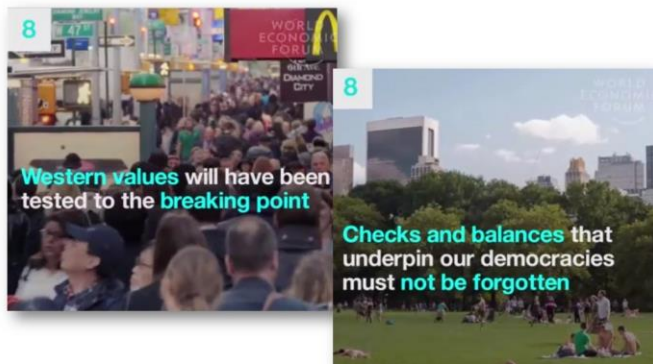 8
W 47 ST
WORLD
ECONOMIC
FORUM
DIAMOND
CITY
Western values will have been
tested to the breaking point
8
WORLD
ECONOMIC
FORUM
Checks and balances that
underpin our democracies
must not be forgotten